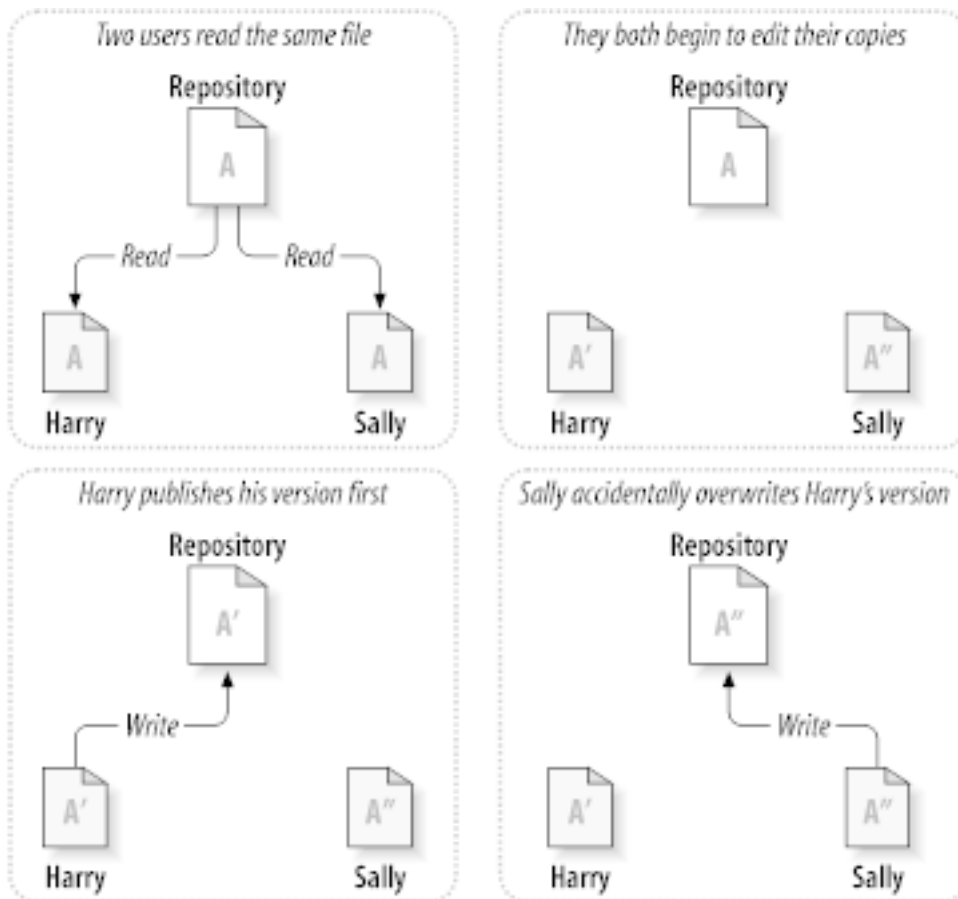 Two users read the same file
Repository
A
Read Read
A A
Harry Sally
They both begin to edit their copies
Repository
A
A′ A″
Harry Sally
Harry publishes his version first
Repository
A′
Write
A′ A″
Harry Sally
Sally accidentally overwrites Harry’s version
Repository
A″
Write
A′ A″
Harry Sally